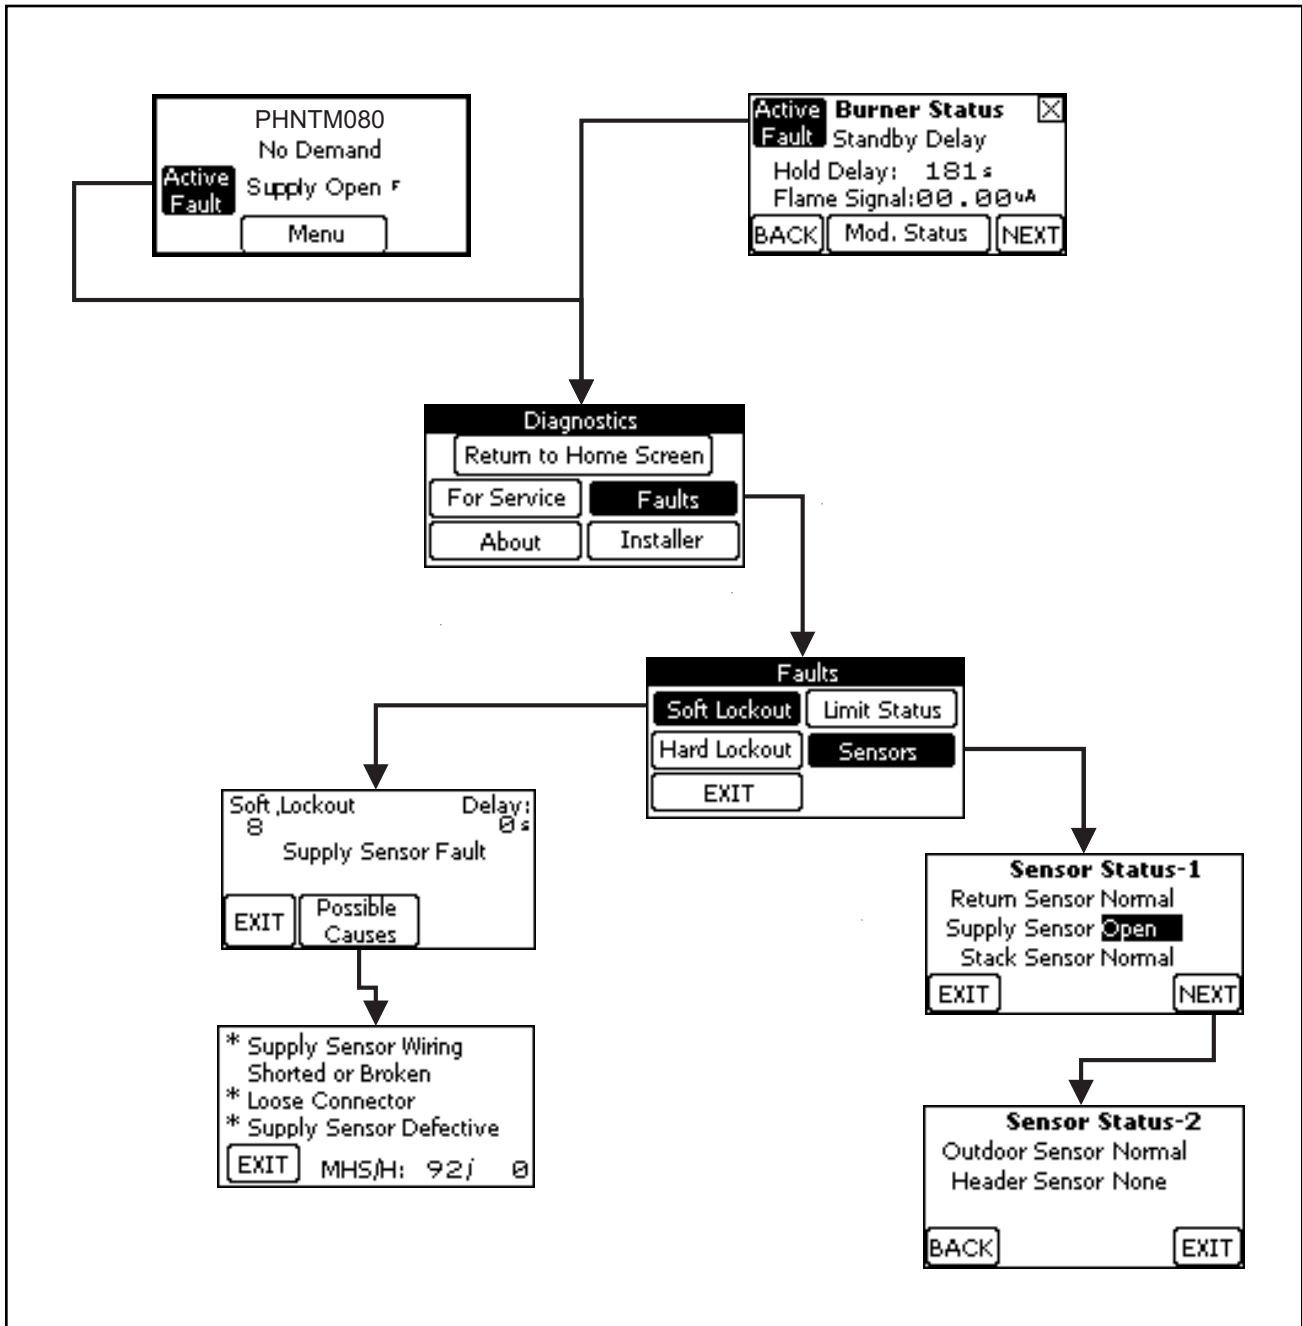 PHNTM080
No Demand
Active
Fault
Supply Open F
Menu
Active
Fault
Burner Status
Standby Delay
Hold Delay: 181s
Flame Signal:00.00uA
BACK Mod. Status NEXT
Diagnostics
Return to Home Screen
For Service Faults
About Installer
Faults
Soft Lockout Limit Status
Hard Lockout Sensors
EXIT
Soft ,Lockout Delay:
8 0s
Supply Sensor Fault
EXIT Possible
Causes
* Supply Sensor Wiring
Shorted or Broken
* Loose Connector
* Supply Sensor Defective
EXIT MHS/H: 92/ 0
Sensor Status-1
Return Sensor Normal
Supply Sensor Open
Stack Sensor Normal
EXIT NEXT
Sensor Status-2
Outdoor Sensor Normal
Header Sensor None
BACK EXIT